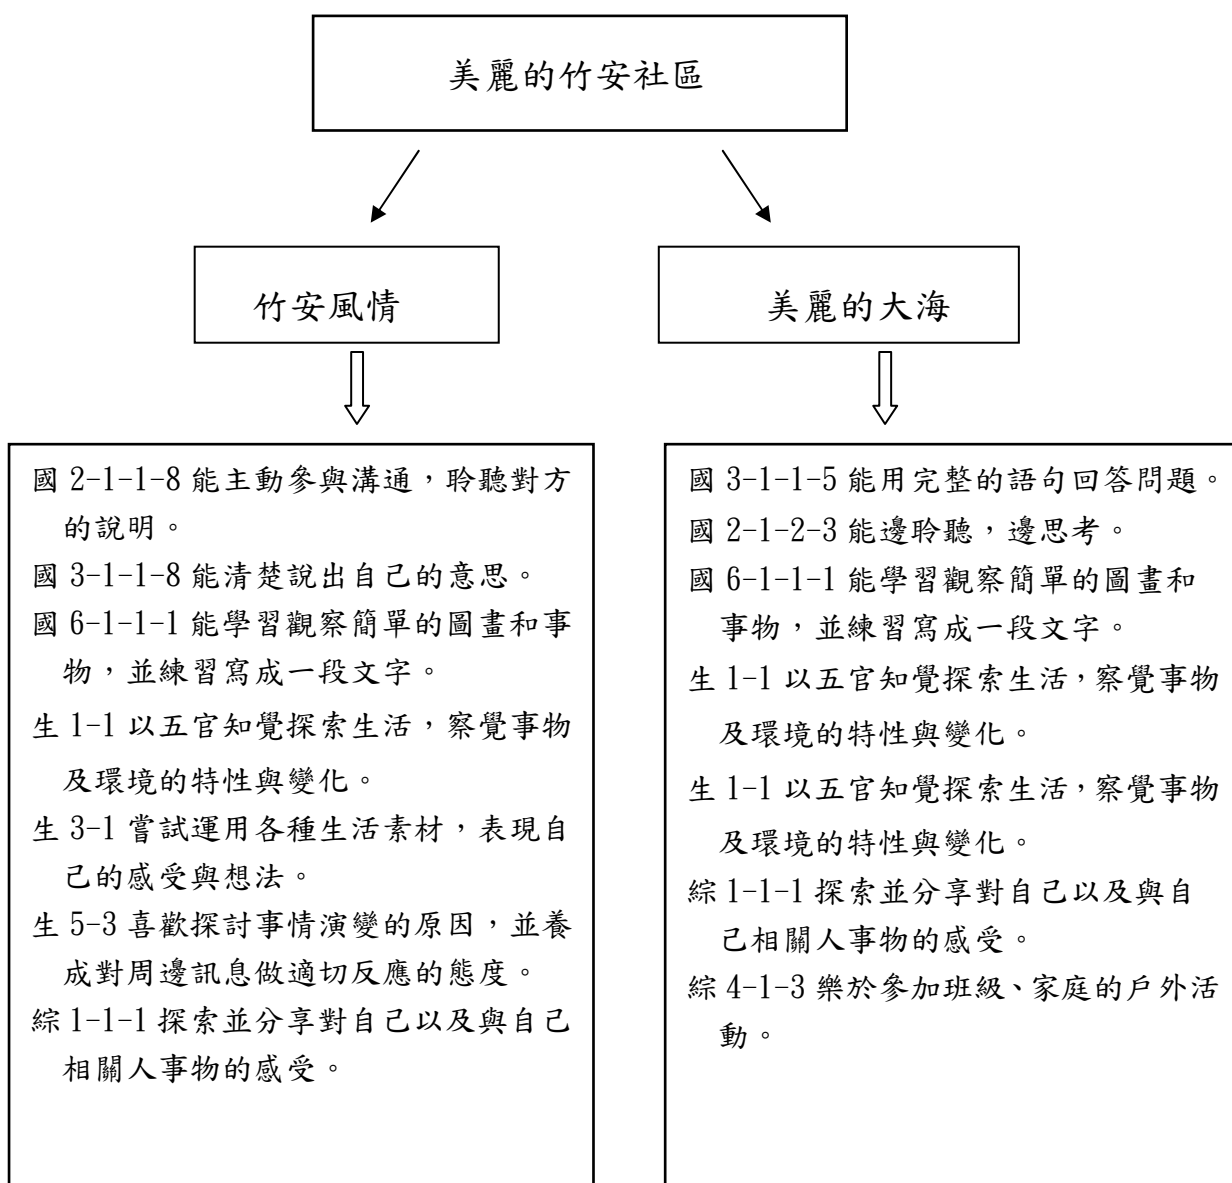 美麗的竹安社區
竹安風情
美麗的大海
國 2-1-1-8 能主動參與溝通，聆聽對方
的說明。
國 3-1-1-8 能清楚說出自己的意思。
國 6-1-1-1 能學習觀察簡單的圖畫和事
物，並練習寫成一段文字。
生 1-1 以五官知覺探索生活，察覺事物
及環境的特性與變化。
生 3-1 嘗試運用各種生活素材，表現自
己的感受與想法。
生 5-3 喜歡探討事情演變的原因，並養
成對周邊訊息做適切反應的態度。
綜 1-1-1 探索並分享對自己以及與自己
相關人事物的感受。
國 3-1-1-5 能用完整的語句回答問題。
國 2-1-2-3 能邊聆聽，邊思考。
國 6-1-1-1 能學習觀察簡單的圖畫和
事物，並練習寫成一段文字。
生 1-1 以五官知覺探索生活，察覺事物
及環境的特性與變化。
生 1-1 以五官知覺探索生活，察覺事物
及環境的特性與變化。
綜 1-1-1 探索並分享對自己以及與自
己相關人事物的感受。
綜 4-1-3 樂於參加班級、家庭的戶外活
動。